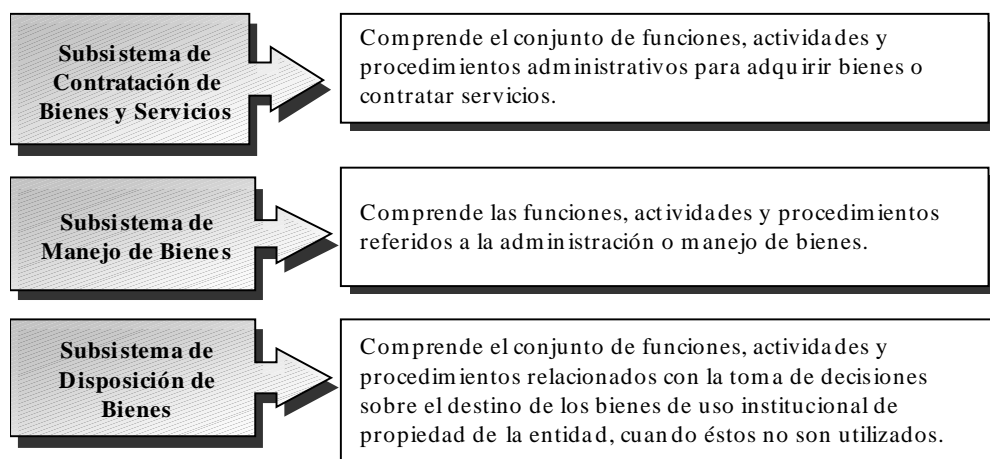 Subsistema de
Contratación de
Bienes y Servicios
Comprende el conjunto de funciones, actividades y
procedimientos administrativos para adquirir bienes o
contratar servicios.
Subsistema de
Manejo de Bienes
Comprende las funciones, actividades y procedimientos
referidos a la administración o manejo de bienes.
Subsistema de
Disposición de
Bienes
Comprende el conjunto de funciones, actividades y
procedimientos relacionados con la toma de decisiones
sobre el destino de los bienes de uso institucional de
propiedad de la entidad, cuando éstos no son utilizados.